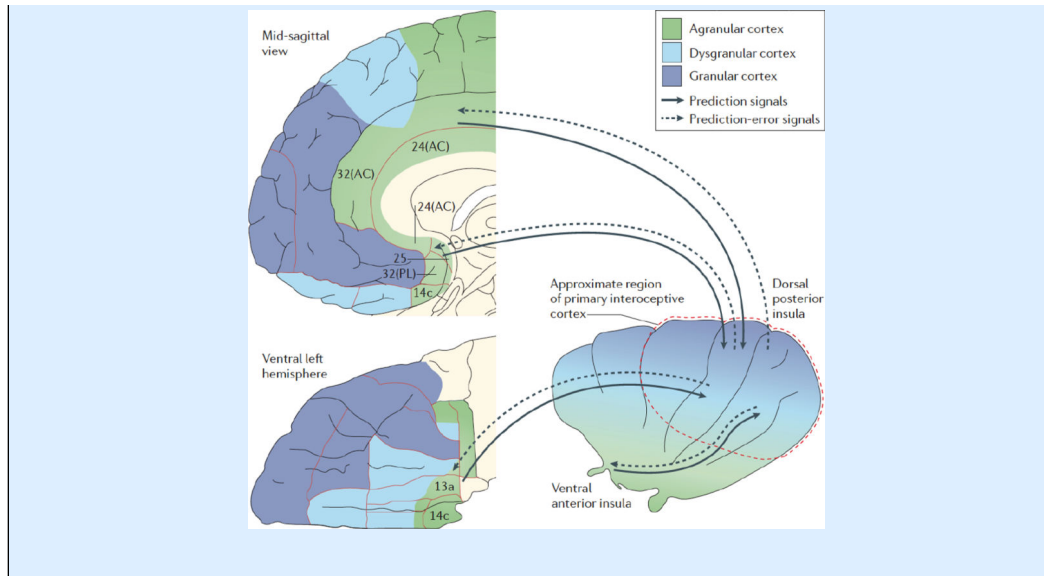 Mid-sagittal
view
Agranular cortex
Dysgranular cortex
Granular cortex
Prediction signals
Prediction-error signals
24(AC)
32(AC)
24(AC)
25
32(PL)
14c
Approximate region
of primary interoceptive
cortex
Dorsal
posterior
insula
Ventral left
hemisphere
13a
14c
Ventral
anterior insula